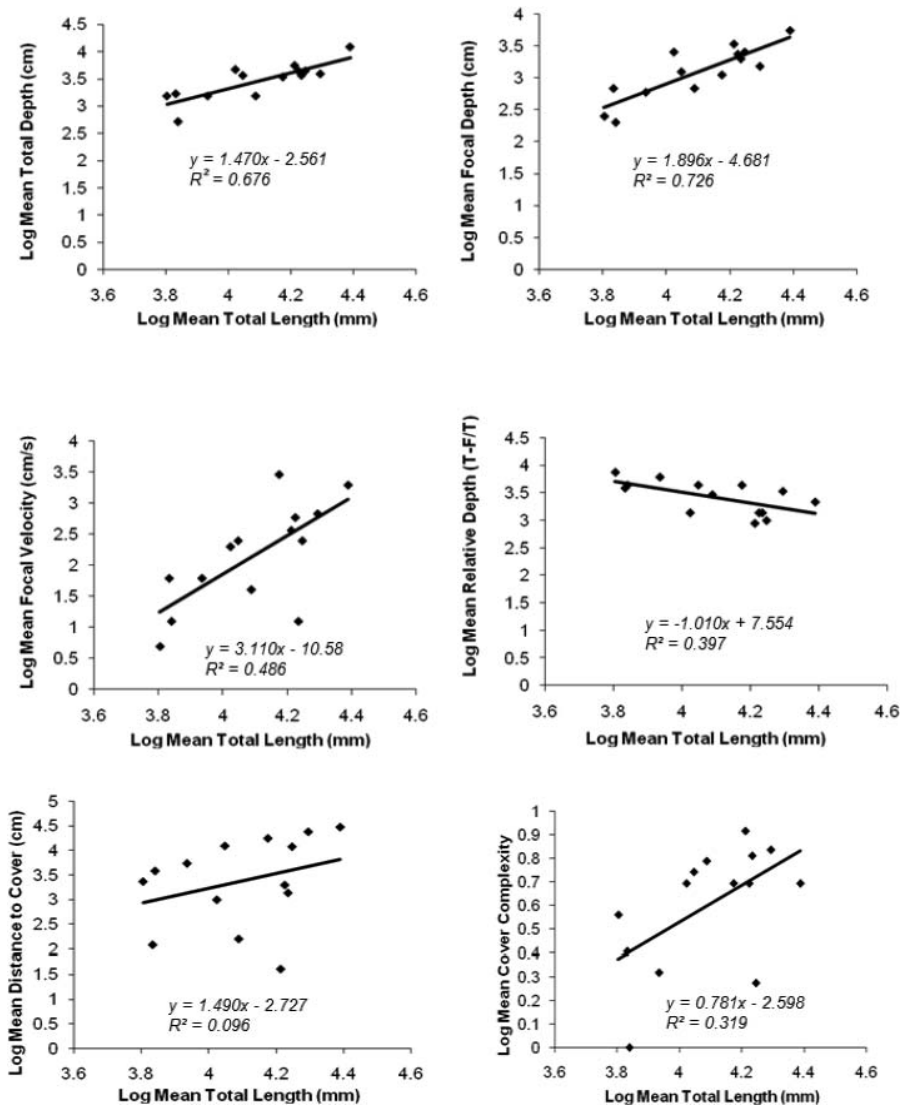 Log Mean Total Depth (cm)
4.5
4
3.5
3
2.5
2
1.5
1
0.5
0
y = 1.470x - 2.561
R² = 0.676
3.6 3.8 4 4.2 4.4 4.6
Log Mean Total Length (mm)
Log Mean Focal Depth (cm)
4
3.5
3
2.5
2
1.5
1
0.5
0
y = 1.896x - 4.681
R² = 0.726
3.6 3.8 4 4.2 4.4 4.6
Log Mean Total Length (mm)
Log Mean Focal Velocity (cm/s)
4
3.5
3
2.5
2
1.5
1
0.5
0
y = 3.110x - 10.58
R² = 0.486
3.6 3.8 4 4.2 4.4 4.6
Log Mean Total Length (mm)
Log Mean Relative Depth (T-F/T)
4.5
4
3.5
3
2.5
2
1.5
1
0.5
0
y = -1.010x + 7.554
R² = 0.397
3.6 3.8 4 4.2 4.4 4.6
Log Mean Total Length (mm)
Log Mean Distance to Cover (cm)
5
4.5
4
3.5
3
2.5
2
1.5
1
0.5
0
y = 1.490x - 2.727
R² = 0.096
3.6 3.8 4 4.2 4.4 4.6
Log Mean Total Length (mm)
Log Mean Cover Complexity
1
0.9
0.8
0.7
0.6
0.5
0.4
0.3
0.2
0.1
0
y = 0.781x - 2.598
R² = 0.319
3.6 3.8 4 4.2 4.4 4.6
Log Mean Total Length (mm)